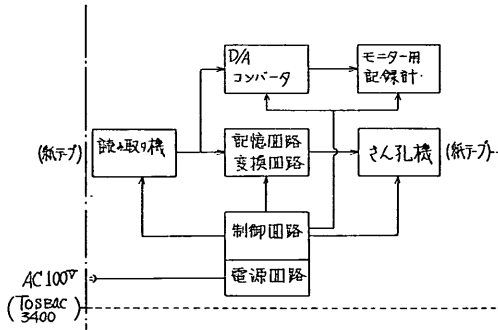 D/A
コンバータ
モニター用
記録計
(紙テープ)
読み取り機
記憶回路
変換回路
さん孔機
(紙テープ)
制御回路
電源回路
AC 100V
(TOSBAC
3400)